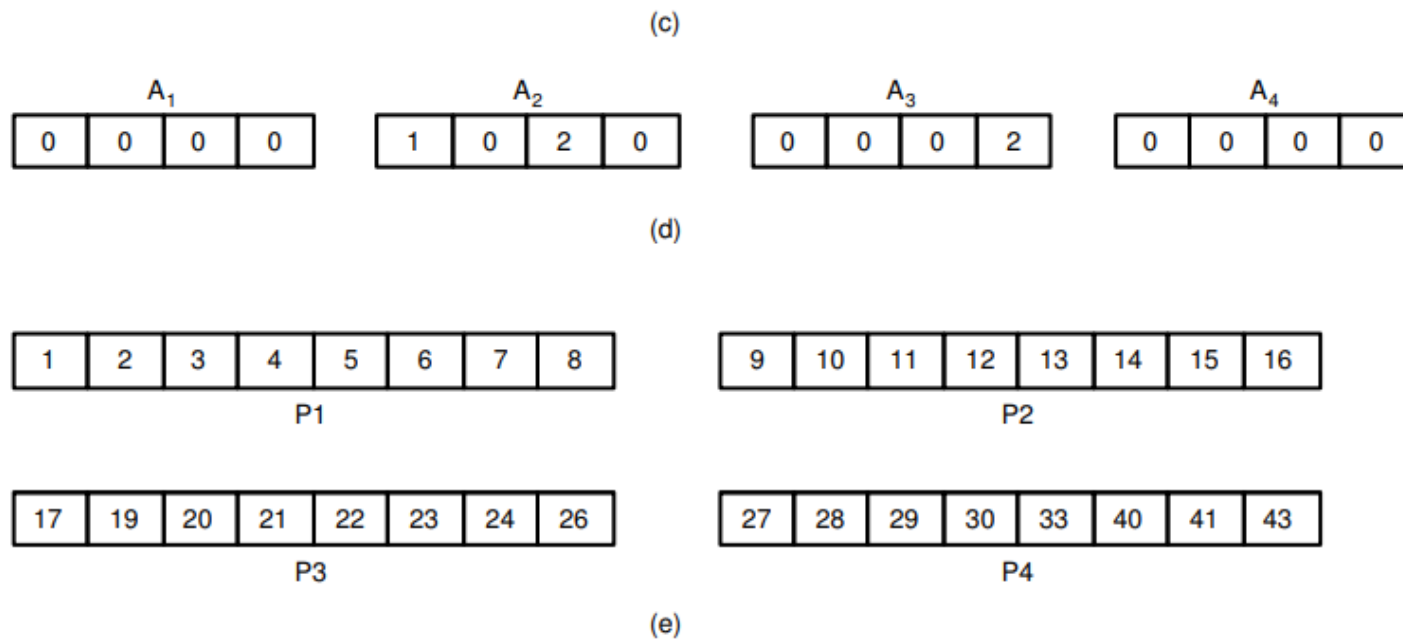 (c)
A1 A2 A3 A4
0 0 0 0 1 0 2 0 0 0 0 2 0 0 0 0
(d)
1 2 3 4 5 6 7 8 9 10 11 12 13 14 15 16
P1 P2
17 19 20 21 22 23 24 26 27 28 29 30 33 40 41 43
P3 P4
(e)